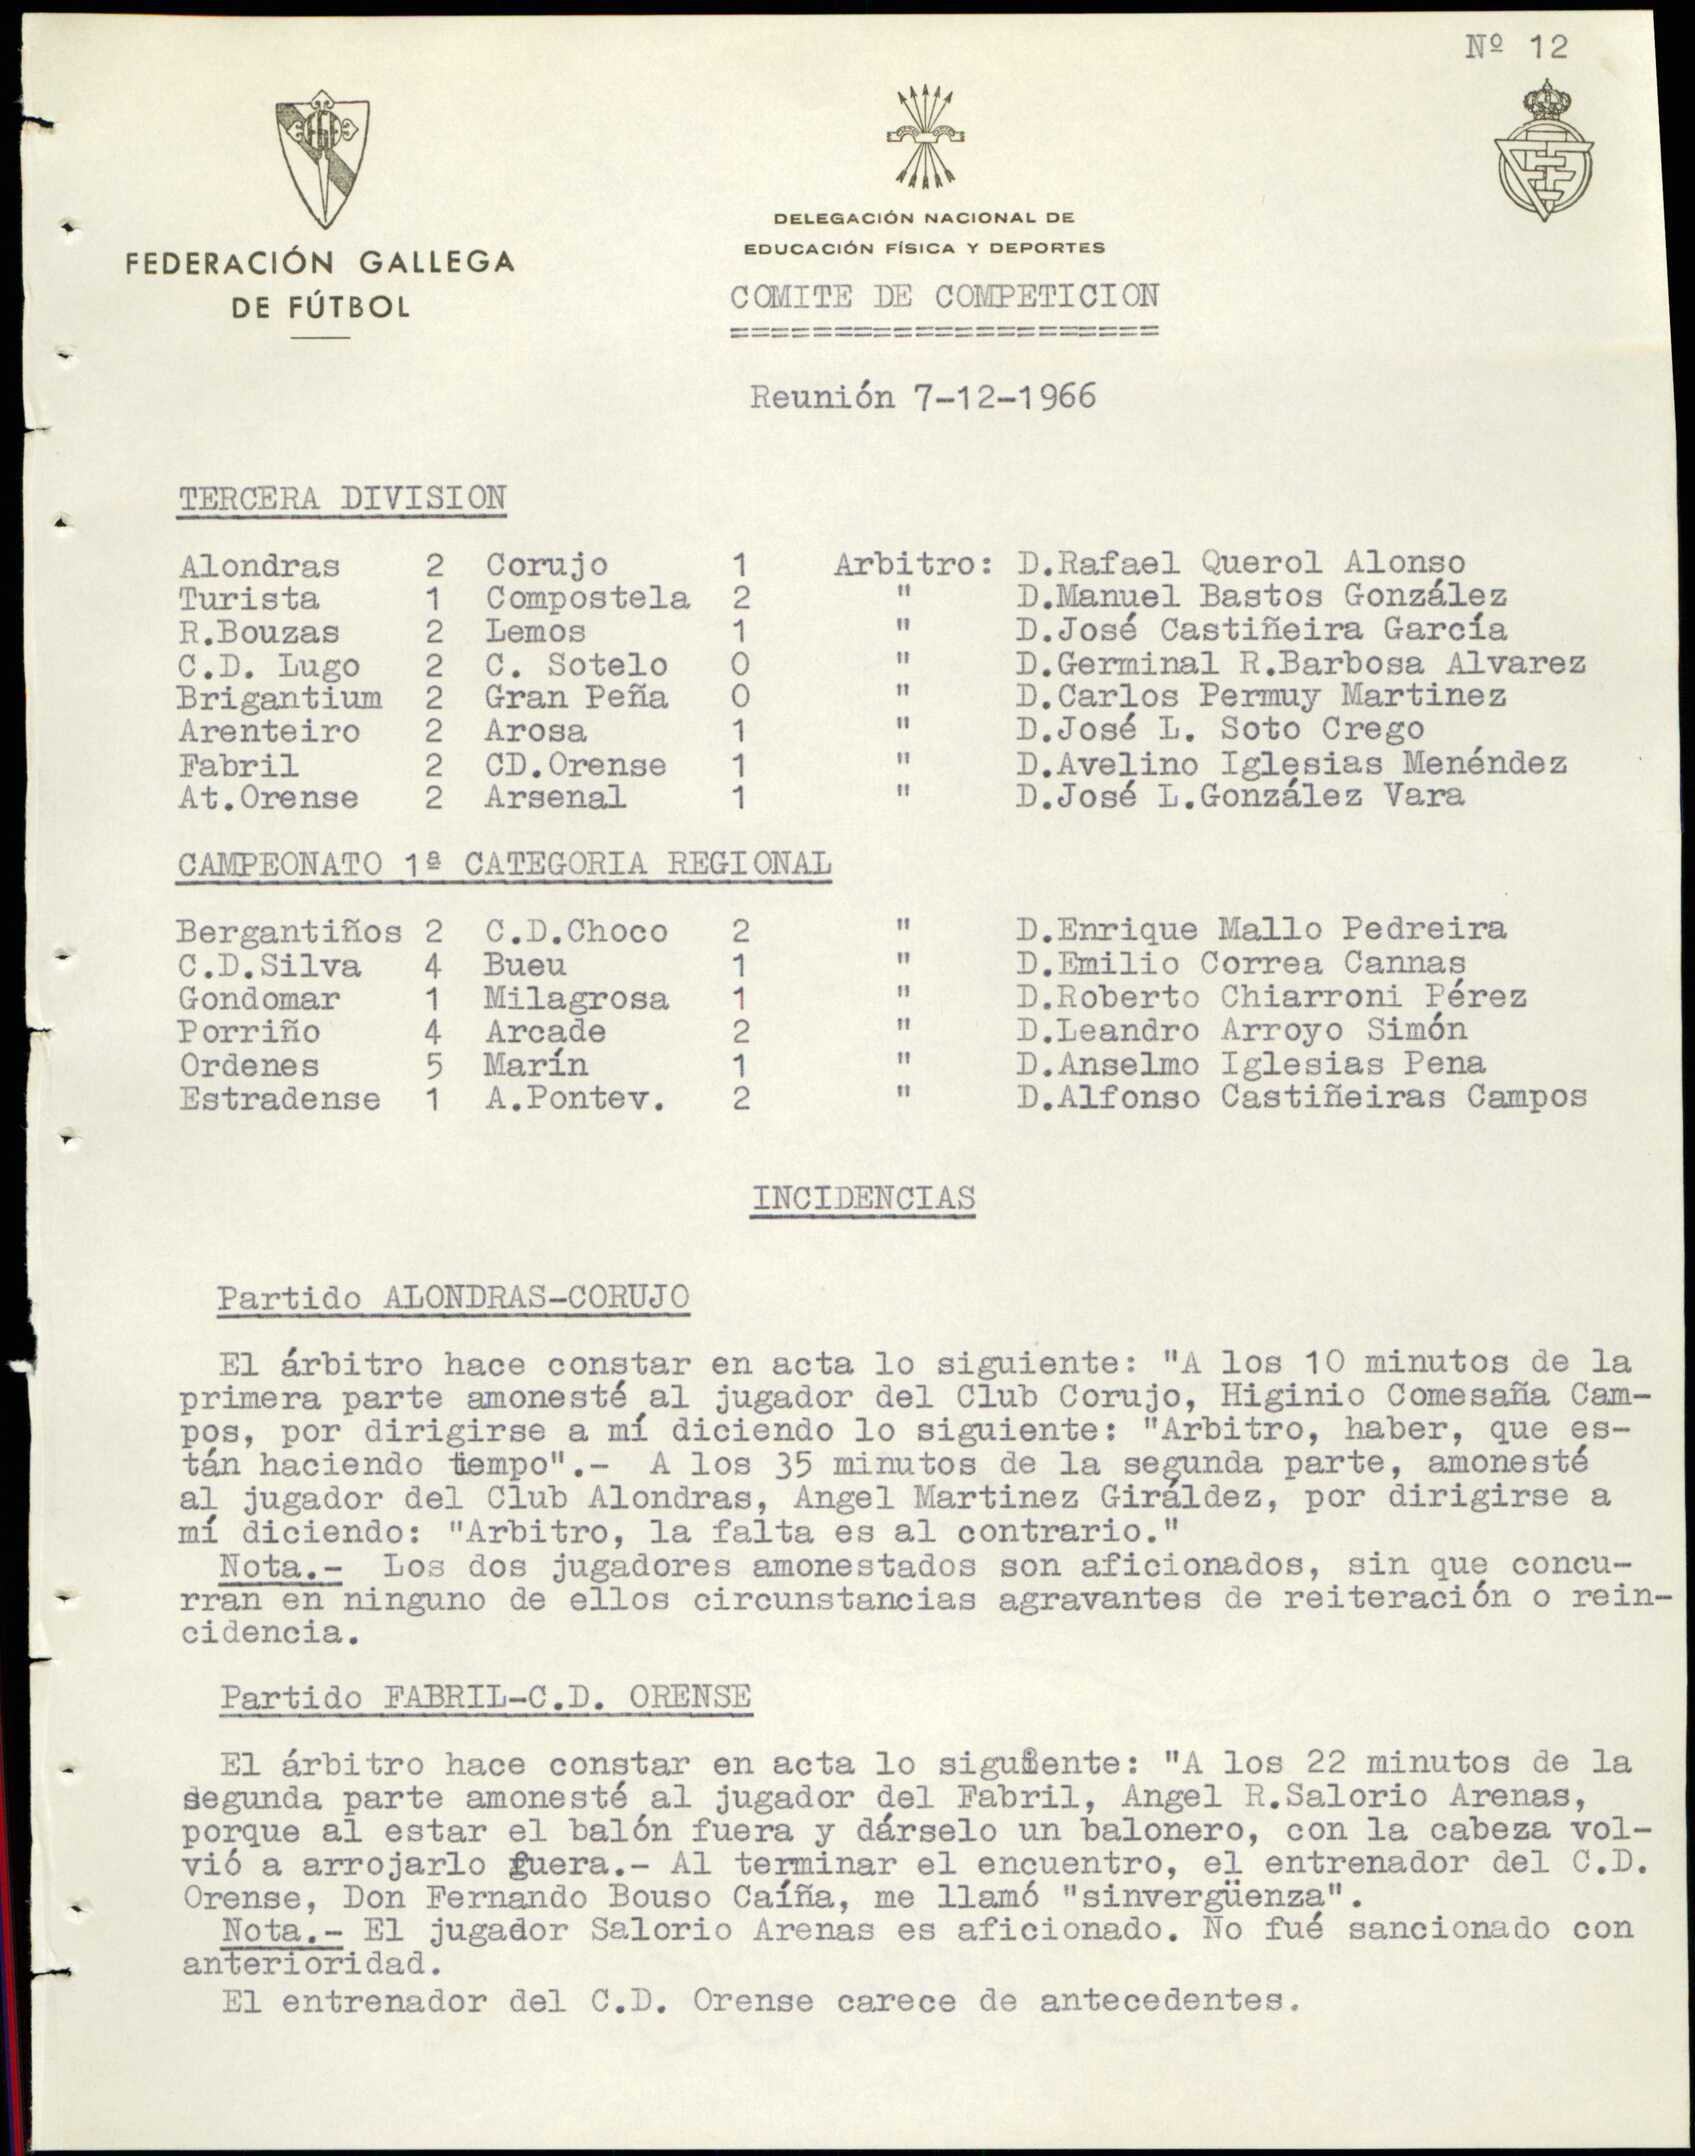 Nº 12
FEDERACIÓN GALLEGA
DE FÚTBOL
DELEGACIÓN NACIONAL DE
EDUCACIÓN FÍSICA Y DEPORTES
COMITE DE COMPETICION
=====================
Reunión 7-12-1966
TERCERA DIVISION
Alondras 2 Corujo 1 Arbitro: D.Rafael Querol Alonso
Turista 1 Compostela 2 " D.Manuel Bastos González
R.Bouzas 2 Lemos 1 " D.José Castiñeira García
C.D. Lugo 2 C. Sotelo 0 " D.Germinal R.Barbosa Alvarez
Brigantium 2 Gran Peña 0 " D.Carlos Permuy Martinez
Arenteiro 2 Arosa 1 " D.José L. Soto Crego
Fabril 2 CD.Orense 1 " D.Avelino Iglesias Menéndez
At.Orense 2 Arsenal 1 " D.José L.González Vara
CAMPEONATO 1ª CATEGORIA REGIONAL
Bergantiños 2 C.D.Choco 2 " D.Enrique Mallo Pedreira
C.D.Silva 4 Bueu 1 " D.Emilio Correa Cannas
Gondomar 1 Milagrosa 1 " D.Roberto Chiarroni Pérez
Porriño 4 Arcade 2 " D.Leandro Arroyo Simón
Ordenes 5 Marín 1 " D.Anselmo Iglesias Pena
Estradense 1 A.Pontev. 2 " D.Alfonso Castiñeiras Campos
INCIDENCIAS
Partido ALONDRAS-CORUJO
El árbitro hace constar en acta lo siguiente: "A los 10 minutos de la
primera parte amonesté al jugador del Club Corujo, Higinio Comesaña Cam-
pos, por dirigirse a mí diciendo lo siguiente: "Arbitro, haber, que es-
tán haciendo tiempo".- A los 35 minutos de la segunda parte, amonesté
al jugador del Club Alondras, Angel Martinez Giráldez, por dirigirse a
mí diciendo: "Arbitro, la falta es al contrario."
Nota.- Los dos jugadores amonestados son aficionados, sin que concu-
rran en ninguno de ellos circunstancias agravantes de reiteración o rein-
cidencia.
Partido FABRIL-C.D. ORENSE
El árbitro hace constar en acta lo siguiente: "A los 22 minutos de la
segunda parte amonesté al jugador del Fabril, Angel R.Salorio Arenas,
porque al estar el balón fuera y dárselo un balonero, con la cabeza vol-
vió a arrojarlo fuera.- Al terminar el encuentro, el entrenador del C.D.
Orense, Don Fernando Bouso Caíña, me llamó "sinvergüenza".
Nota.- El jugador Salorio Arenas es aficionado. No fué sancionado con
anterioridad.
El entrenador del C.D. Orense carece de antecedentes.